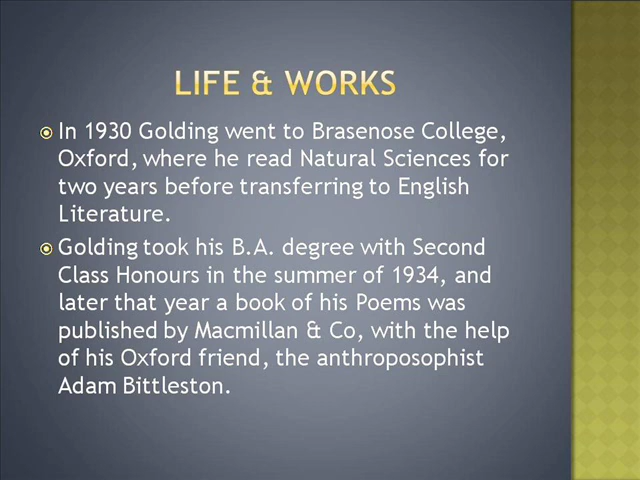 LIFE & WORKS
In 1930 Golding went to Brasenose College,
Oxford, where he read Natural Sciences for
two years before transferring to English
Literature.
Golding took his B.A. degree with Second
Class Honours in the summer of 1934, and
later that year a book of his Poems was
published by Macmillan & Co, with the help
of his Oxford friend, the anthroposophist
Adam Bittleston.